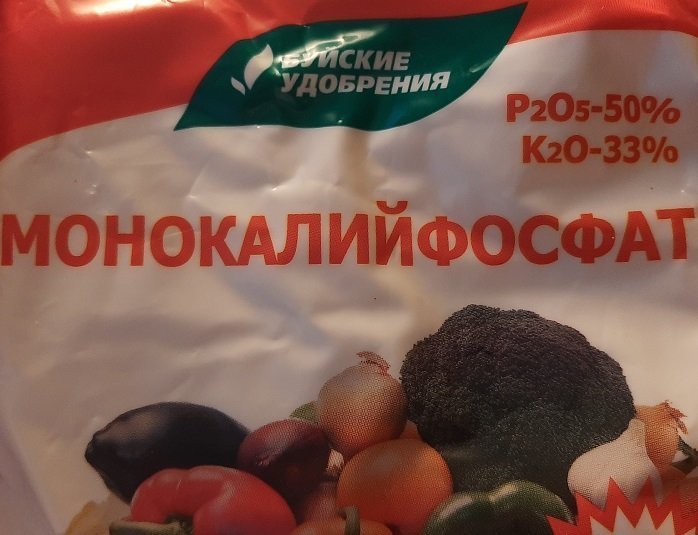 БУЙСКИЕ
УДОБРЕНИЯ
P2O5-50%
K2O-33%
МОНОКАЛИЙФОСФАТ